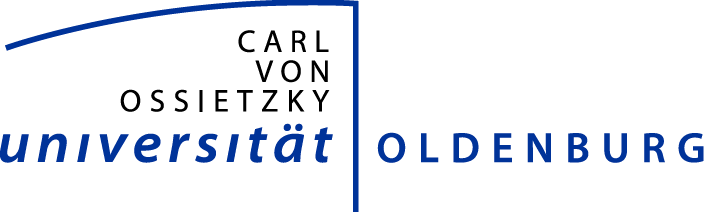 CARL
VON
OSSIETZKY
universität OLDENBURG